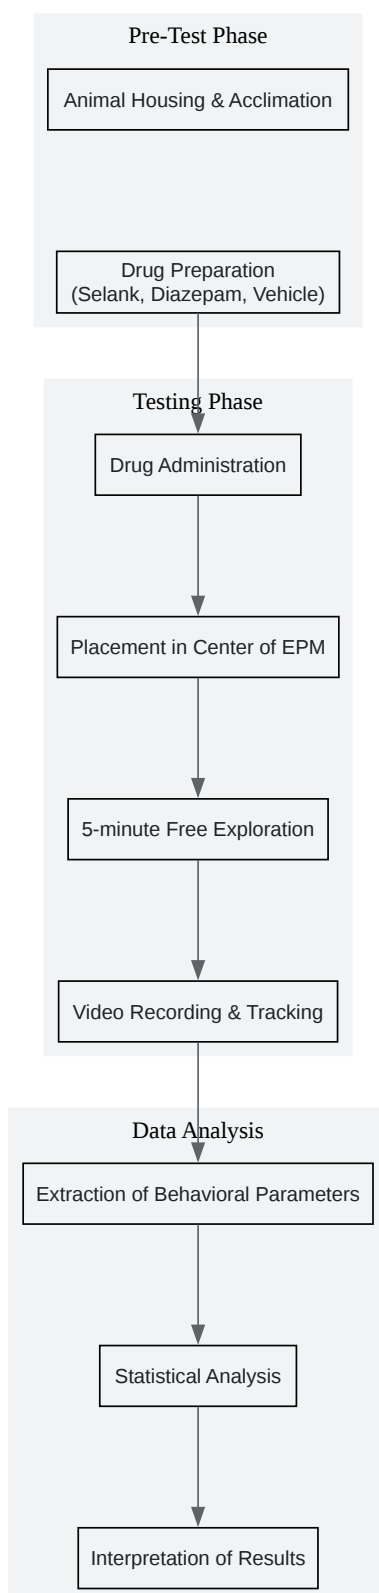 Pre-Test Phase
Animal Housing & Acclimation
Drug Preparation
(Selank, Diazepam, Vehicle)
Testing Phase
Drug Administration
Placement in Center of EPM
5-minute Free Exploration
Video Recording & Tracking
Data Analysis
Extraction of Behavioral Parameters
Statistical Analysis
Interpretation of Results